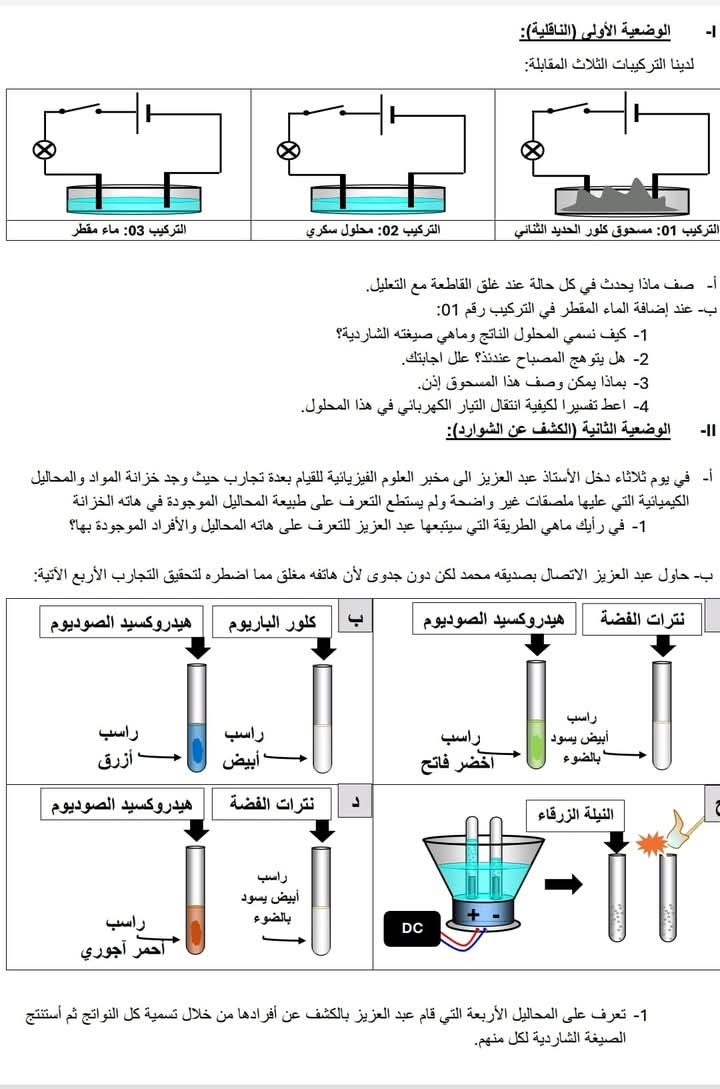 I- الوضعية الأولى (الناقلية):
لدينا التركيبات الثلاث المقابلة:
التركيب 01: مسحوق كلور الحديد الثنائي
التركيب 02: محلول سكري
التركيب 03: ماء مقطر
أ- صف ماذا يحدث في كل حالة عند غلق القاطعة مع التعليل.
ب- عند إضافة الماء المقطر في التركيب رقم 01:
1- كيف نسمي المحلول الناتج وماهي صيغته الشاردية؟
2- هل يتوهج المصباح عندئذ؟ علل اجابتك.
3- بماذا يمكن وصف هذا المسحوق إذن.
4- اعط تفسيرا لكيفية انتقال التيار الكهربائي في هذا المحلول.
II- الوضعية الثانية (الكشف عن الشوارد):
أ- في يوم ثلاثاء دخل الأستاذ عبد العزيز الى مخبر العلوم الفيزيائية للقيام بعدة تجارب حيث وجد خزانة المواد والمحاليل
الكيميائية التي عليها ملصقات غير واضحة ولم يستطع التعرف على طبيعة المحاليل الموجودة في هاته الخزانة
1- في رأيك ماهي الطريقة التي سيتبعها عبد العزيز للتعرف على هاته المحاليل والأفراد الموجودة بها؟
ب- حاول عبد العزيز الاتصال بصديقه محمد لكن دون جدوى لأن هاتفه مغلق مما اضطره لتحقيق التجارب الأربع الآتية:
نترات الفضة
هيدروكسيد الصوديوم
راسب
أبيض يسود
بالضوء
راسب
أخضر فاتح
ب
كلور الباريوم
هيدروكسيد الصوديوم
راسب
أبيض
راسب
أزرق
ج
النيلة الزرقاء
+ -
DC
د
نترات الفضة
هيدروكسيد الصوديوم
راسب
أبيض يسود
بالضوء
راسب
أحمر آجوري
1- تعرف على المحاليل الأربعة التي قام عبد العزيز بالكشف عن أفرادها من خلال تسمية كل النواتج ثم أستنتج
الصيغة الشاردية لكل منهم.